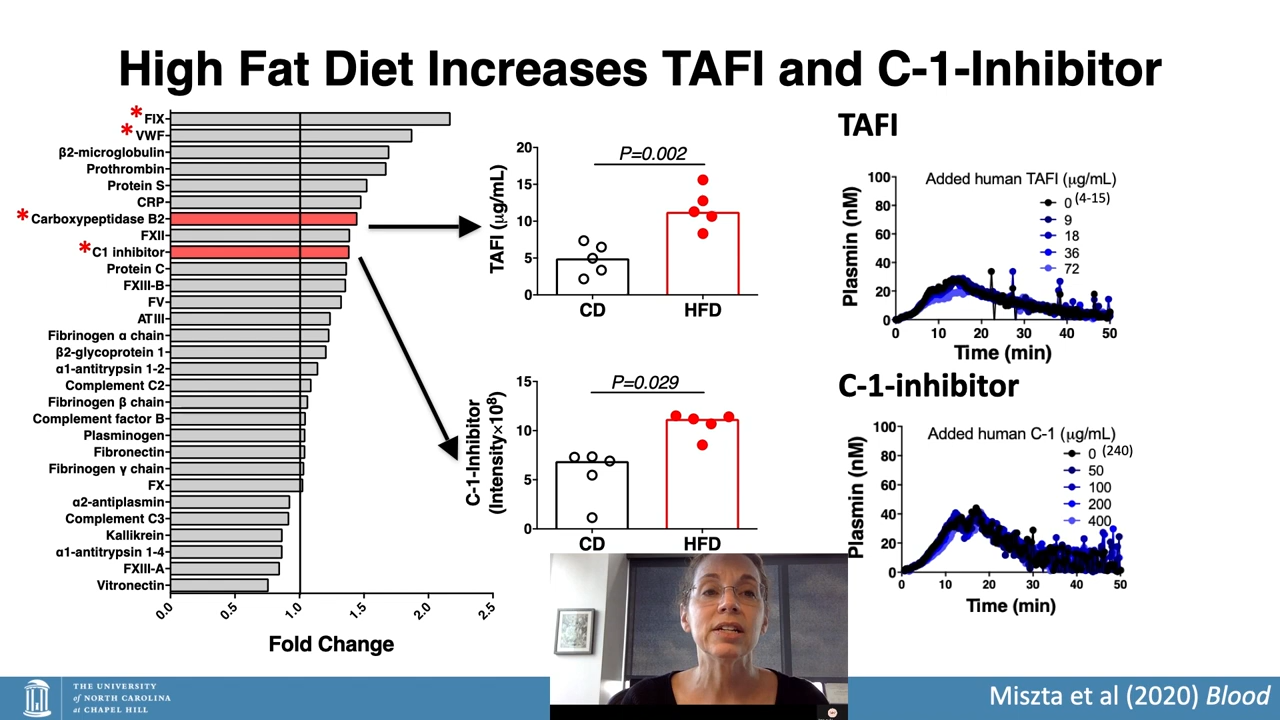 High Fat Diet Increases TAFI and C-1-Inhibitor
* FIX
* VWF
β2-microglobulin
Prothrombin
Protein S
CRP
* Carboxypeptidase B2
FXII
* C1 inhibitor
Protein C
FXIII-B
FV
ATIII
Fibrinogen α chain
β2-glycoprotein 1
α1-antitrypsin 1-2
Complement C2
Fibrinogen β chain
Complement factor B
Plasminogen
Fibronectin
Fibrinogen γ chain
FX
α2-antiplasmin
Complement C3
Kallikrein
α1-antitrypsin 1-4
FXIII-A
Vitronectin
0.0 0.5 1.0 1.5 2.0 2.5
Fold Change
TAFI (µg/mL)
20
15
10
5
0
P=0.002
CD HFD
C-1-Inhibitor
(Intensity×10⁸)
15
10
5
0
P=0.029
CD HFD
TAFI
Plasmin (nM)
100
80
60
40
20
0
Added human TAFI (µg/mL)
0 (4-15)
9
18
36
72
0 10 20 30 40 50
Time (min)
C-1-inhibitor
Plasmin (nM)
100
80
60
40
20
0
Added human C-1 (µg/mL)
0 (240)
50
100
200
400
0 10 20 30 40 50
Time (min)
THE UNIVERSITY
of NORTH CAROLINA
at CHAPEL HILL
Miszta et al (2020) Blood